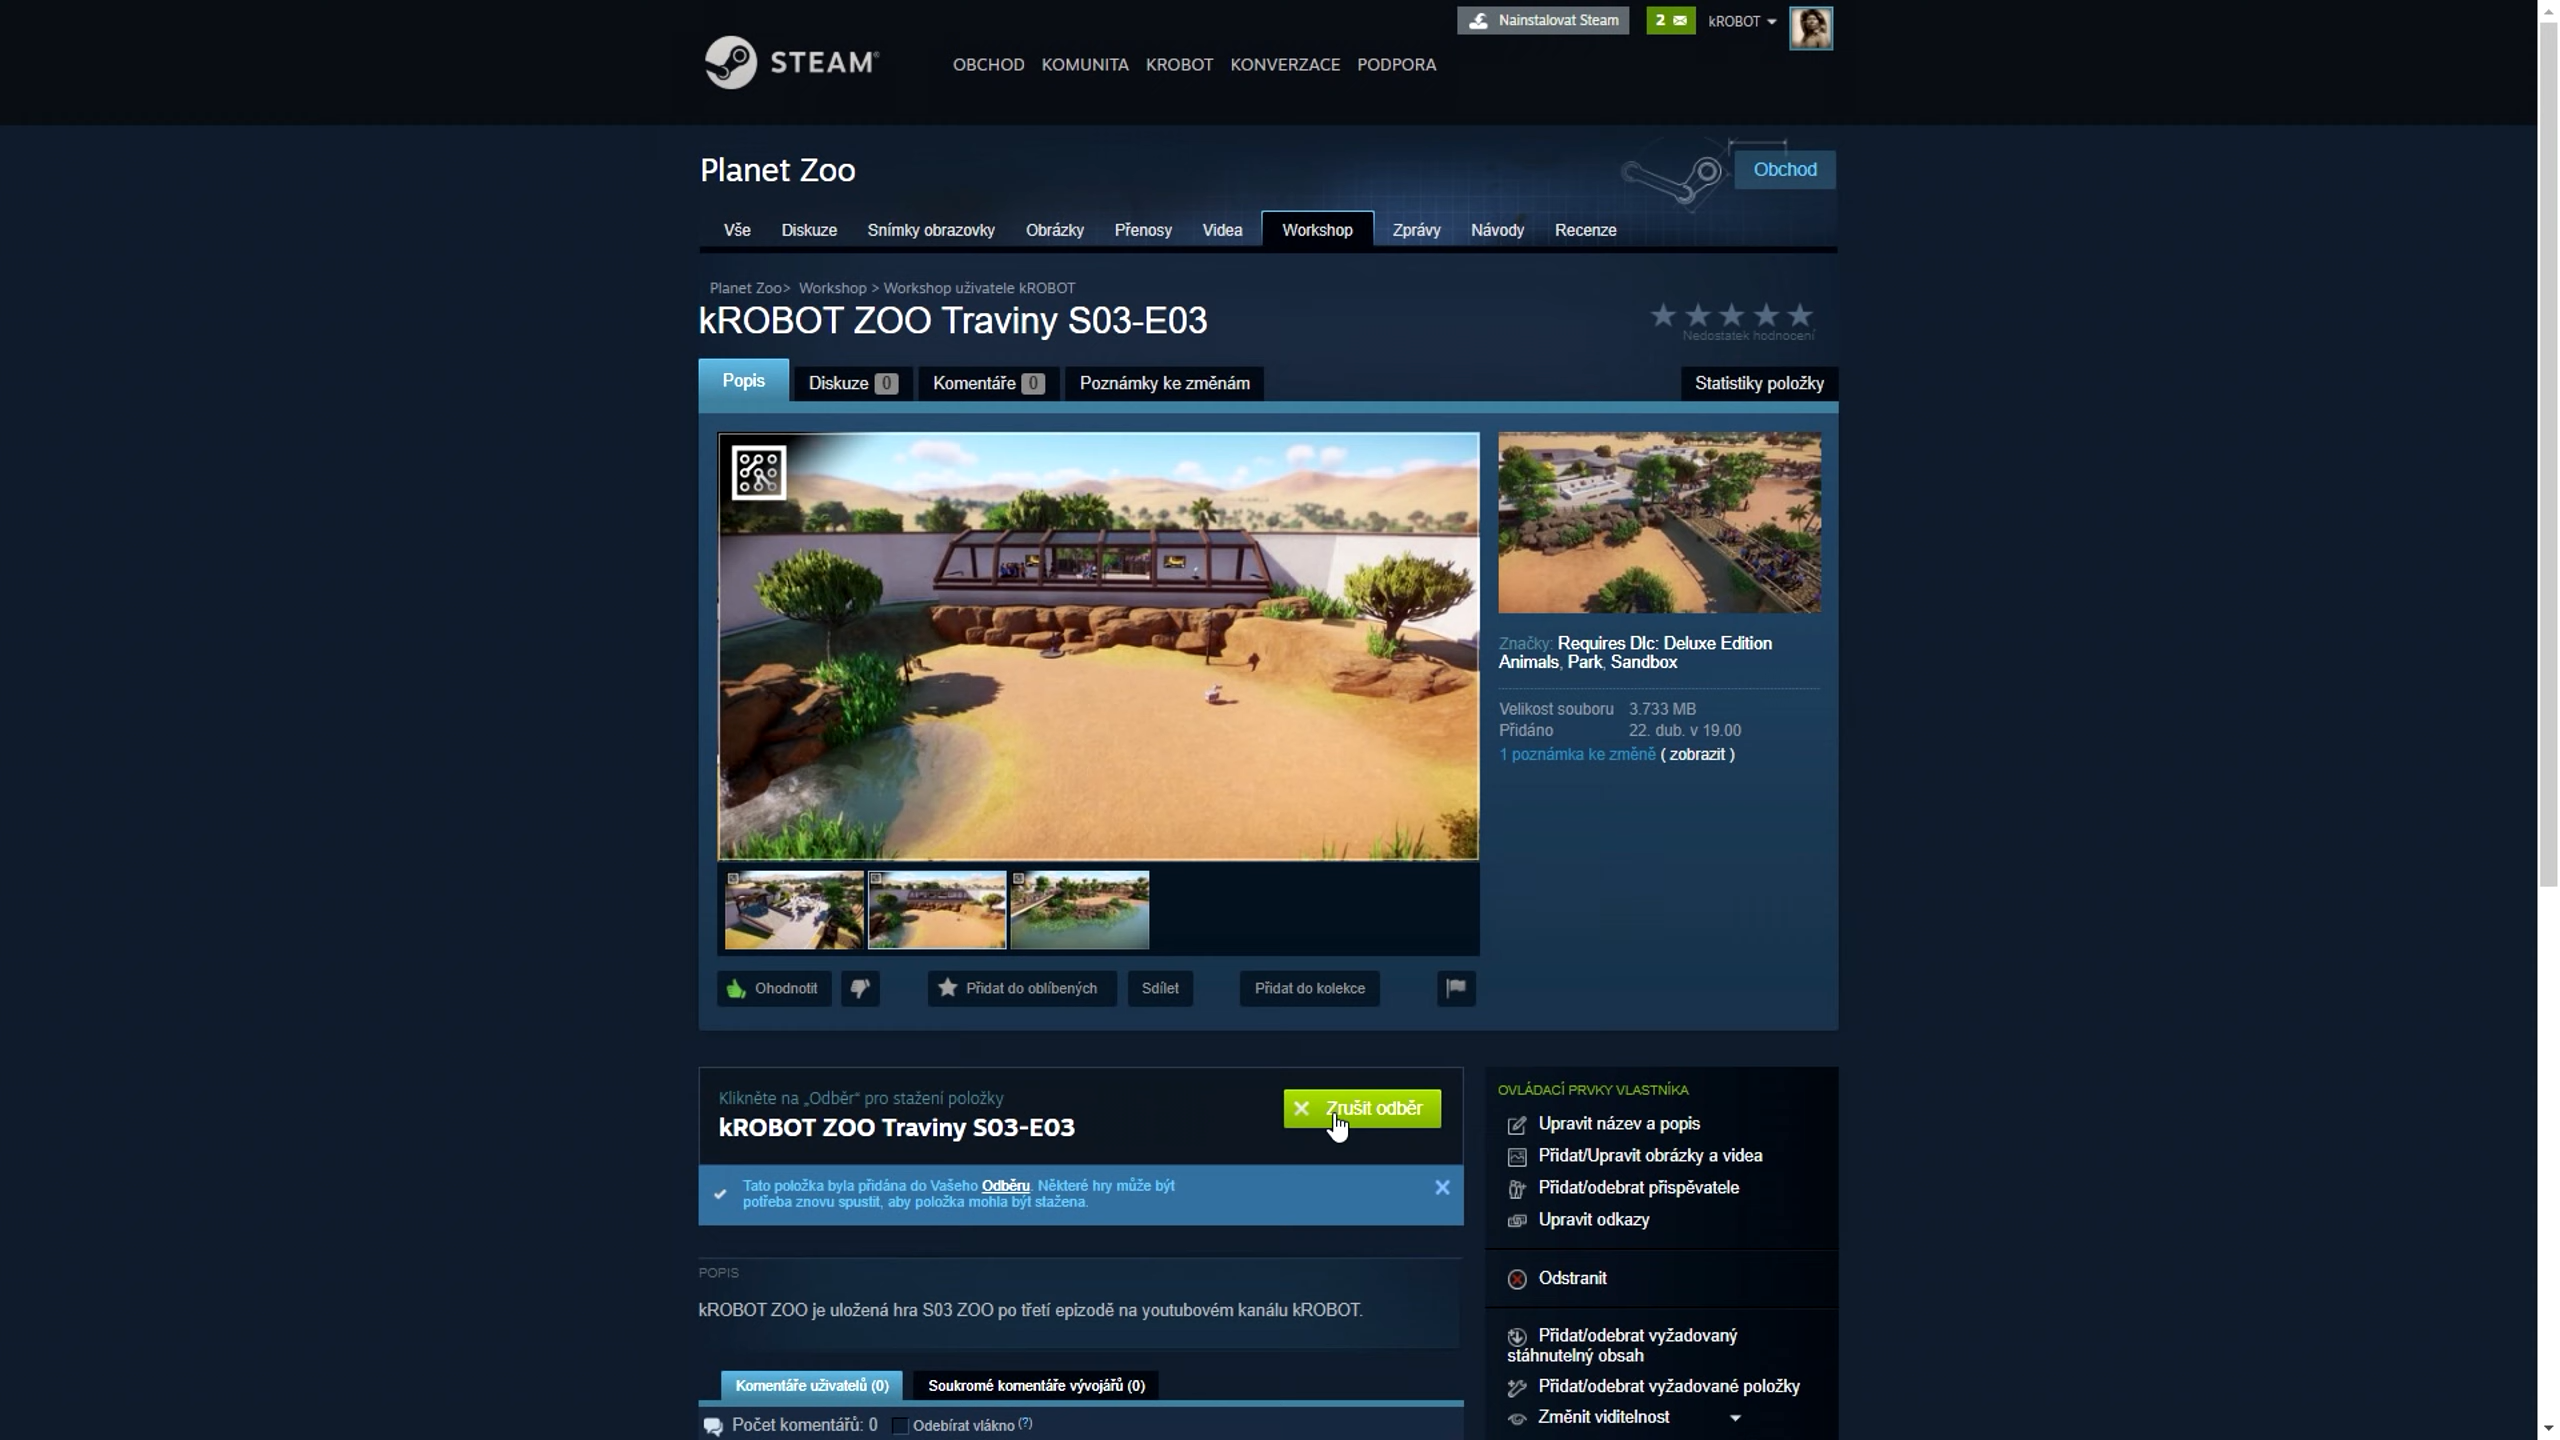 Nainstalovat Steam
2
kROBOT
STEAM®
OBCHOD KOMUNITA KROBOT KONVERZACE PODPORA
Planet Zoo
Obchod
Vše Diskuze Snímky obrazovky Obrázky Přenosy Videa Workshop Zprávy Návody Recenze
Planet Zoo> Workshop > Workshop uživatele kROBOT
kROBOT ZOO Traviny S03-E03
Nedostatek hodnocení
Popis Diskuze 0 Komentáře 0 Poznámky ke změnám Statistiky položky
Značky: Requires Dlc: Deluxe Edition
Animals, Park, Sandbox
Velikost souboru 3.733 MB
Přidáno 22. dub. v 19.00
1 poznámka ke změně ( zobrazit )
Ohodnotit Přidat do oblíbených Sdílet Přidat do kolekce
Klikněte na „Odběr“ pro stažení položky
kROBOT ZOO Traviny S03-E03
Zrušit odběr
Tato položka byla přidána do Vašeho Odběru. Některé hry může být
potřeba znovu spustit, aby položka mohla být stažena.
POPIS
kROBOT ZOO je uložená hra S03 ZOO po třetí epizodě na youtubovém kanálu kROBOT.
Komentáře uživatelů (0) Soukromé komentáře vývojářů (0)
Počet komentářů: 0 Odebírat vlákno (?)
OVLÁDACÍ PRVKY VLASTNÍKA
Upravit název a popis
Přidat/Upravit obrázky a videa
Přidat/odebrat přispěvatele
Upravit odkazy
Odstranit
Přidat/odebrat vyžadovaný
stáhnutelný obsah
Přidat/odebrat vyžadované položky
Změnit viditelnost